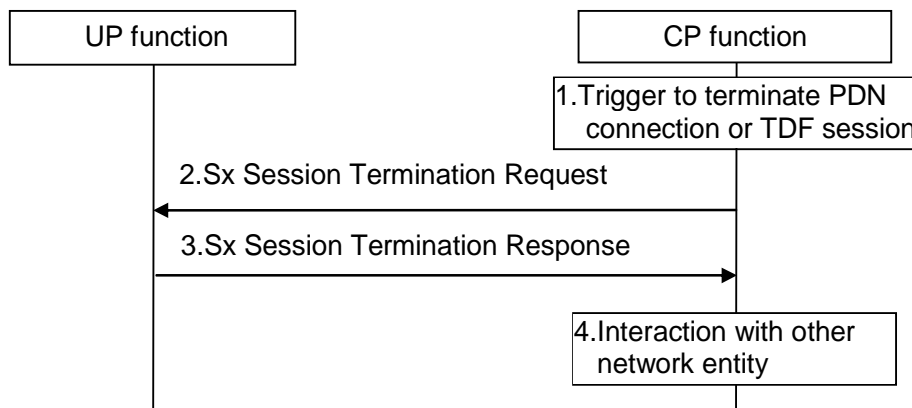 UP function
CP function
1.Trigger to terminate PDN
connection or TDF session
2.Sx Session Termination Request
3.Sx Session Termination Response
4.Interaction with other
network entity